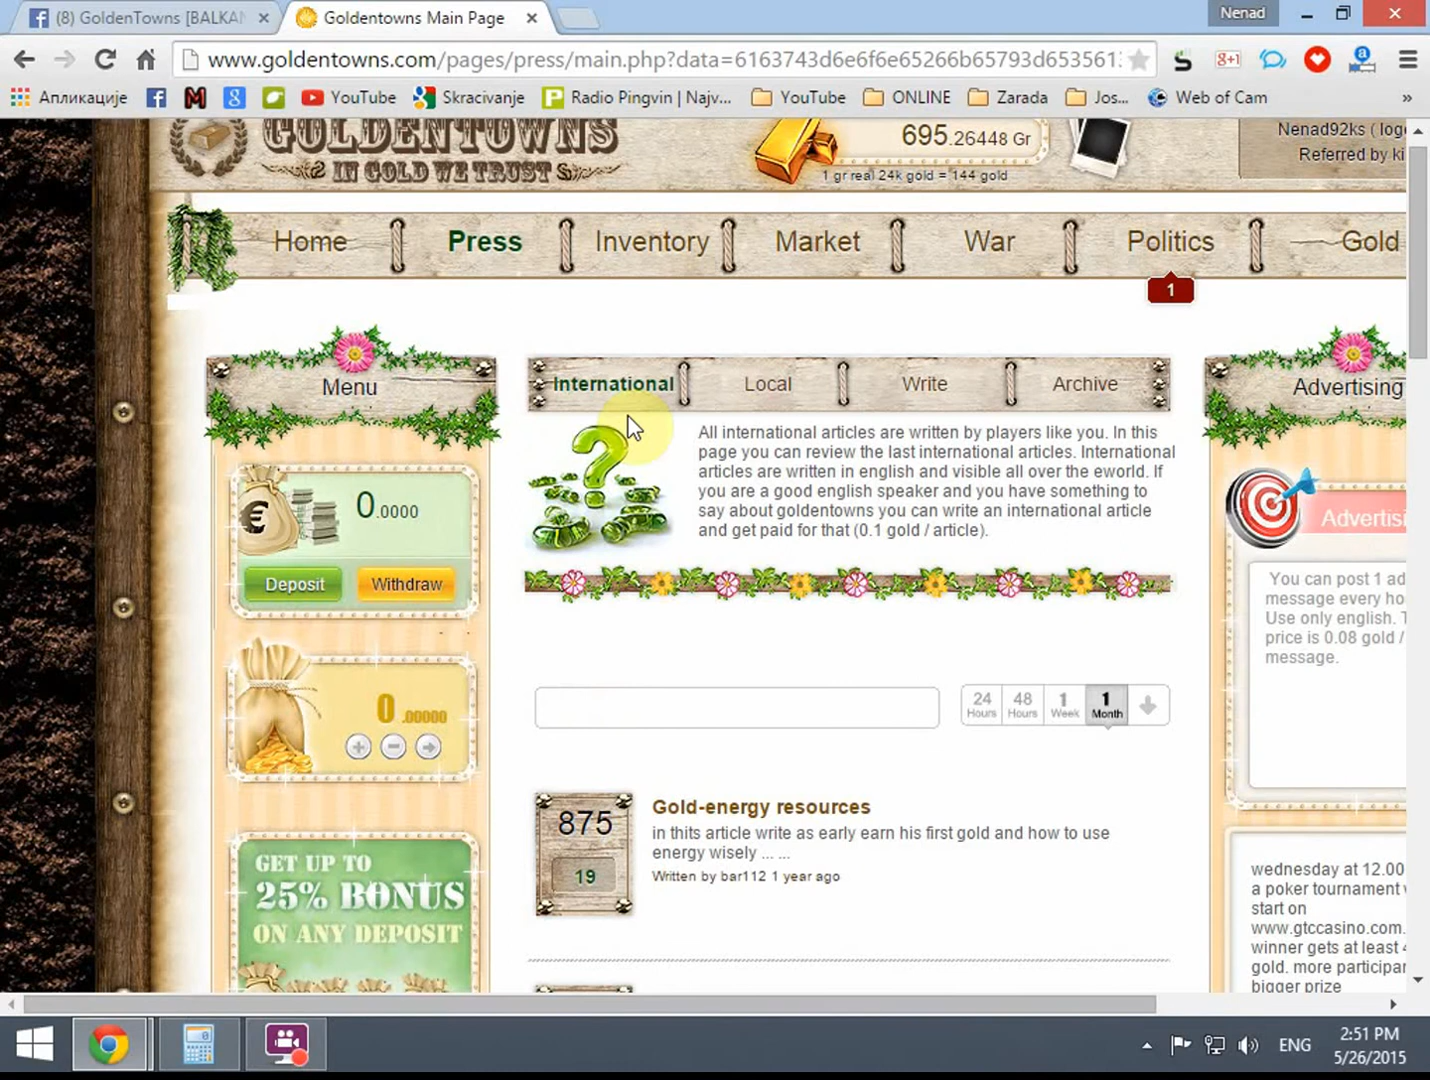 (8) GoldenTowns [BALKAN
Goldentowns Main Page
Nenad
www.goldentowns.com/pages/press/main.php?data=6163743d6e6f6e65266b65793d653561
Апликације
YouTube
Skracivanje
Radio Pingvin | Najv...
YouTube
ONLINE
Zarada
Jos...
Web of Cam
»
GOLDENTOWNS
IN GOLD WE TRUST
695.26448 Gr
1 gr real 24k gold = 144 gold
Nenad92ks ( log
Referred by ki
Home
Press
Inventory
Market
War
Politics
Gold
1
Menu
International
Local
Write
Archive
Advertising
All international articles are written by players like you. In this
page you can review the last international articles. International
articles are written in english and visible all over the eworld. If
you are a good english speaker and you have something to
say about goldentowns you can write an international article
and get paid for that (0.1 gold / article).
0.0000
Deposit
Withdraw
0.00000
GET UP TO
25% BONUS
ON ANY DEPOSIT
24
Hours
48
Hours
1
Week
1
Month
875
19
Gold-energy resources
in thits article write as early earn his first gold and how to use
energy wisely ... ...
Written by bar112 1 year ago
Advertisi
You can post 1 ad
message every ho
Use only english. T
price is 0.08 gold /
message.
wednesday at 12.00
a poker tournament
start on
www.gtccasino.com.
winner gets at least
gold. more participa
bigger prize
ENG
2:51 PM
5/26/2015